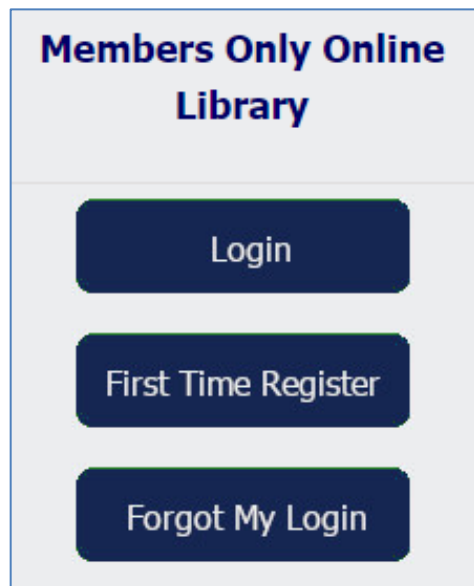 Members Only Online
Library
Login
First Time Register
Forgot My Login